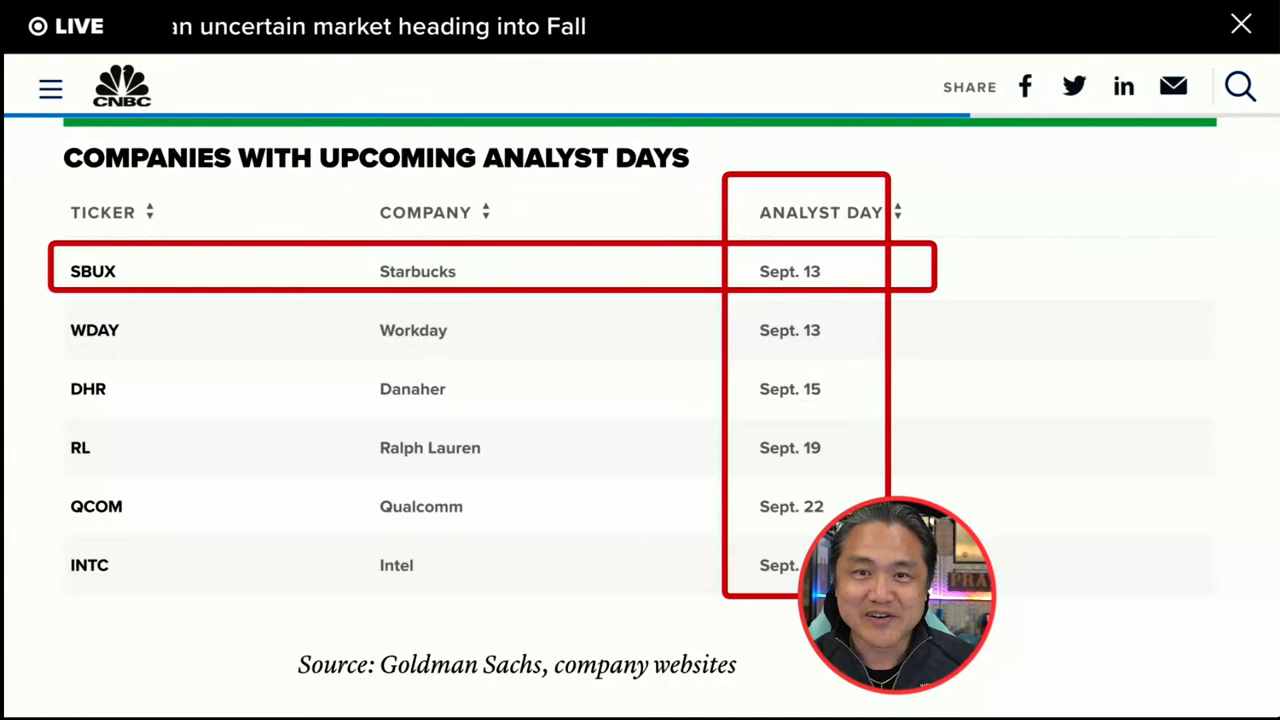 LIVE an uncertain market heading into Fall
CNBC
SHARE
COMPANIES WITH UPCOMING ANALYST DAYS
TICKER COMPANY ANALYST DAY
SBUX Starbucks Sept. 13
WDAY Workday Sept. 13
DHR Danaher Sept. 15
RL Ralph Lauren Sept. 19
QCOM Qualcomm Sept. 22
INTC Intel Sept.
Source: Goldman Sachs, company websites